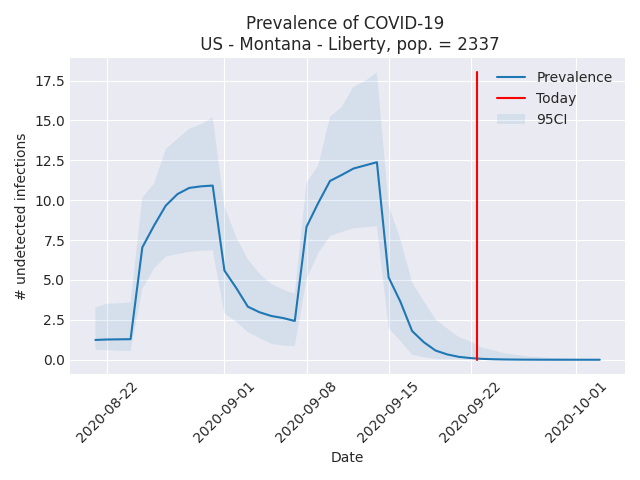 Prevalence of COVID-19
US - Montana - Liberty, pop. = 2337
17.5
15.0
12.5
10.0
7.5
5.0
2.5
0.0
# undetected infections
Prevalence
Today
95CI
2020-08-22
2020-09-01
2020-09-08
2020-09-15
2020-09-22
2020-10-01
Date